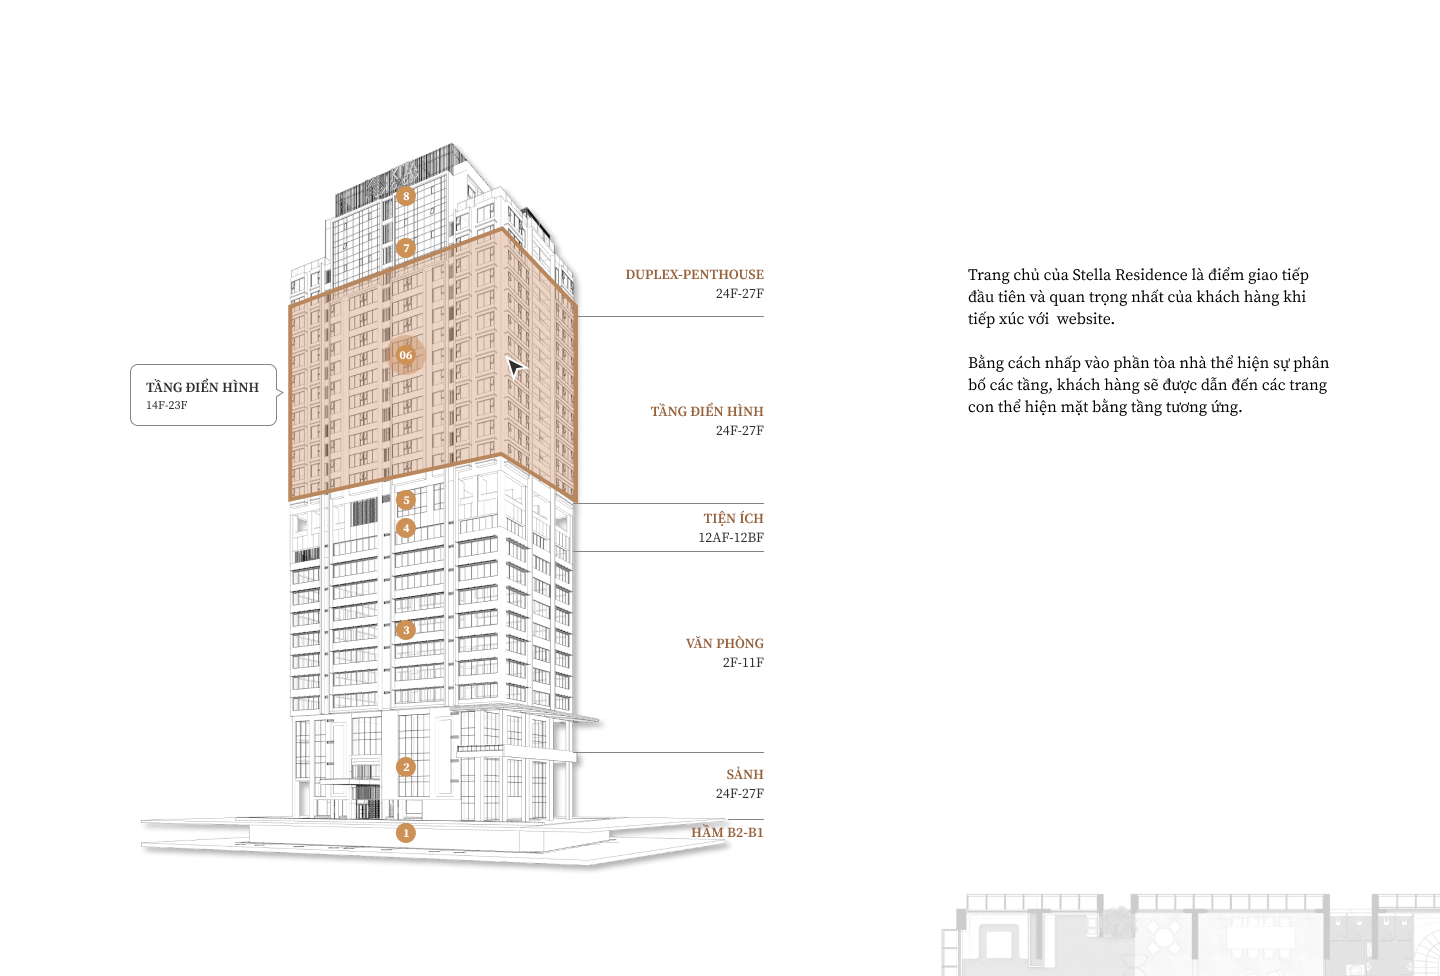 8
7
DUPLEX-PENTHOUSE
24F-27F
06
TẦNG ĐIỂN HÌNH
14F-23F
TẦNG ĐIỂN HÌNH
24F-27F
5
4
TIỆN ÍCH
12AF-12BF
3
VĂN PHÒNG
2F-11F
2
SẢNH
24F-27F
1
HẦM B2-B1
Trang chủ của Stella Residence là điểm giao tiếp
đầu tiên và quan trọng nhất của khách hàng khi
tiếp xúc với  website.
Bằng cách nhấp vào phần tòa nhà thể hiện sự phân
bố các tầng, khách hàng sẽ được dẫn đến các trang
con thể hiện mặt bằng tầng tương ứng.